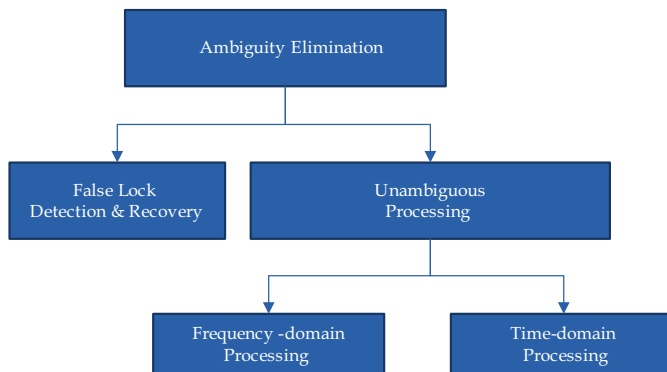 Ambiguity Elimination
False Lock
Detection & Recovery
Unambiguous
Processing
Frequency -domain
Processing
Time-domain
Processing